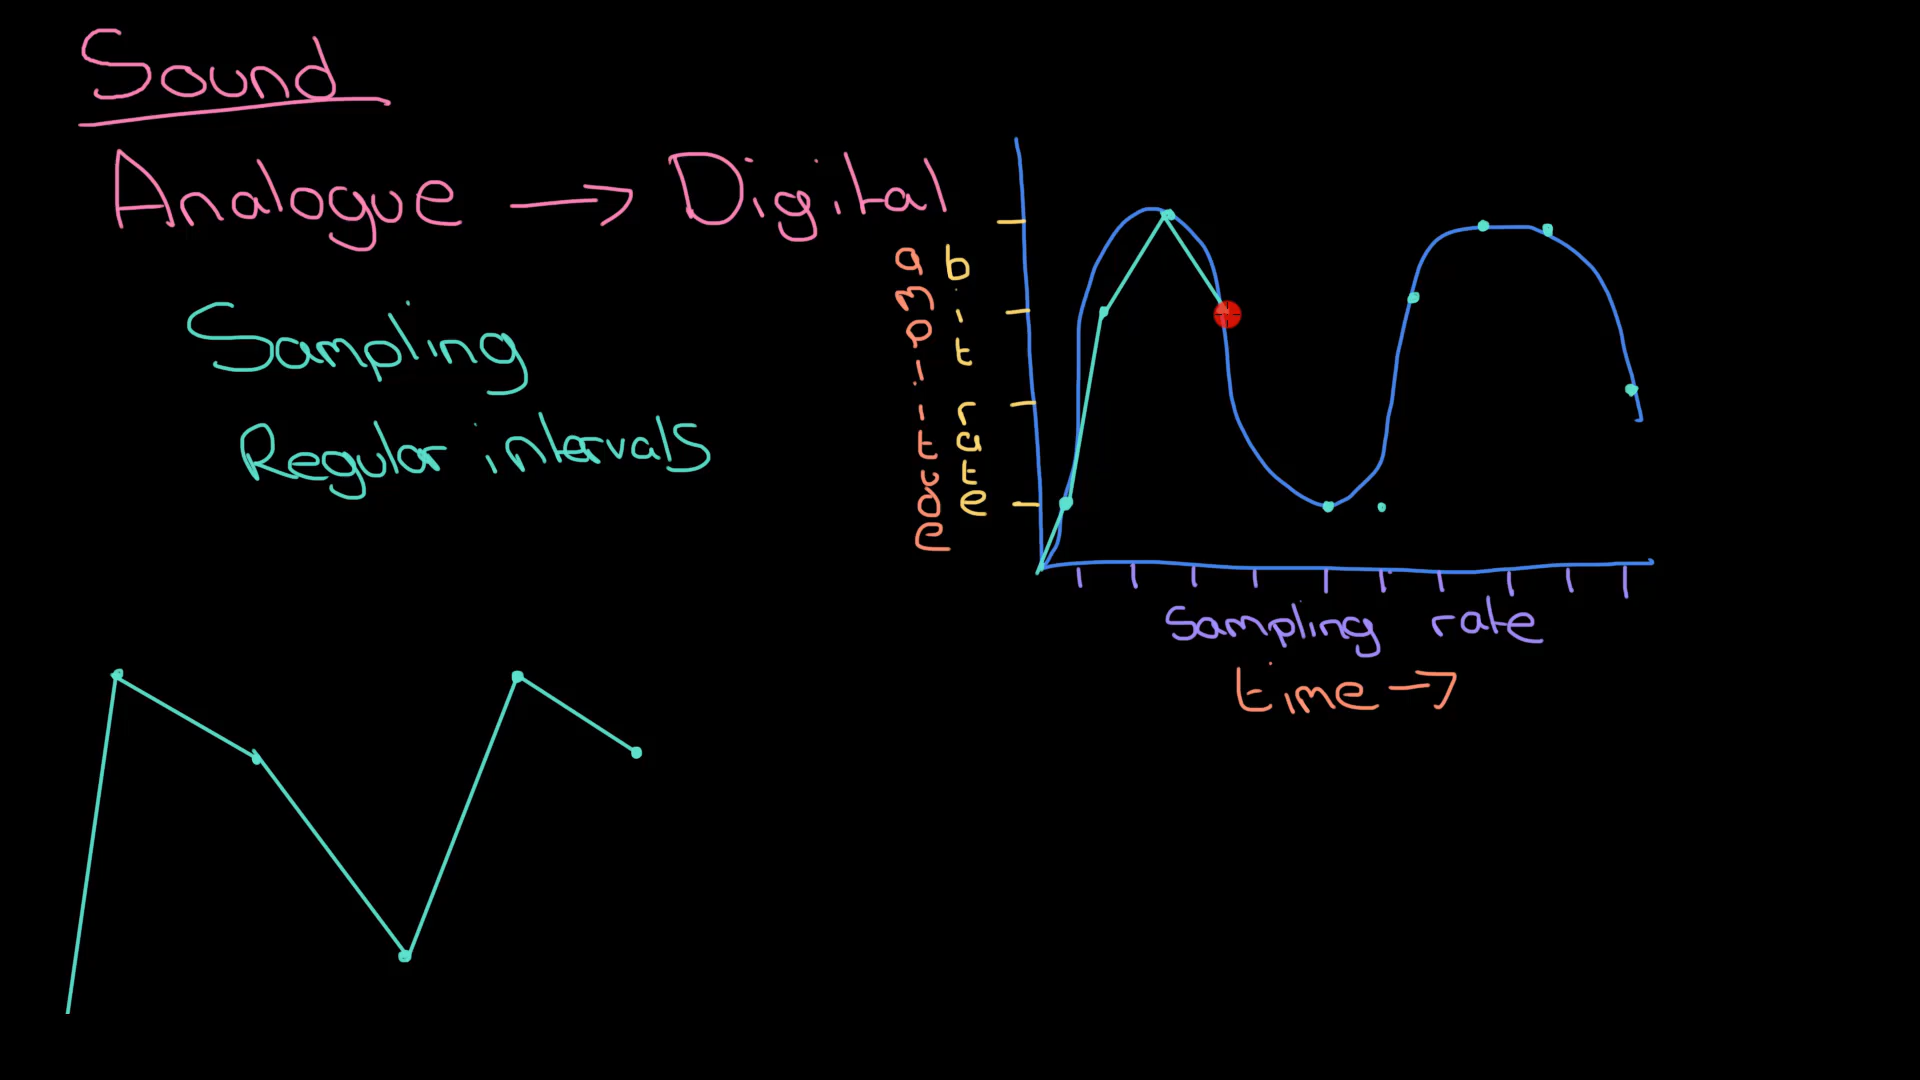 Sound
Analogue → Digital
Sampling
Regular intervals
amplitude
bit rate
Sampling rate
time →